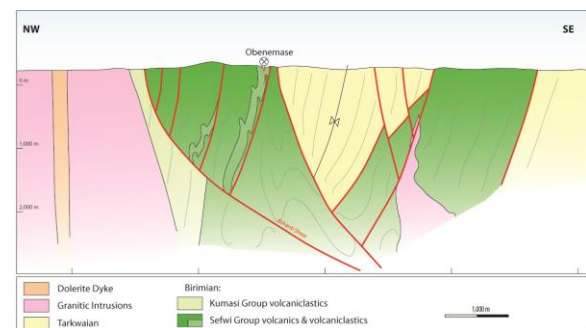 NW
SE
Obenemase
0 m
1,000 m
2,000 m
Ashanti Shear
Dolerite Dyke
Granitic Intrusions
Tarkwaian
Birimian:
Kumasi Group volcaniclastics
Sefwi Group volcanics & volcaniclastics
1,000 m